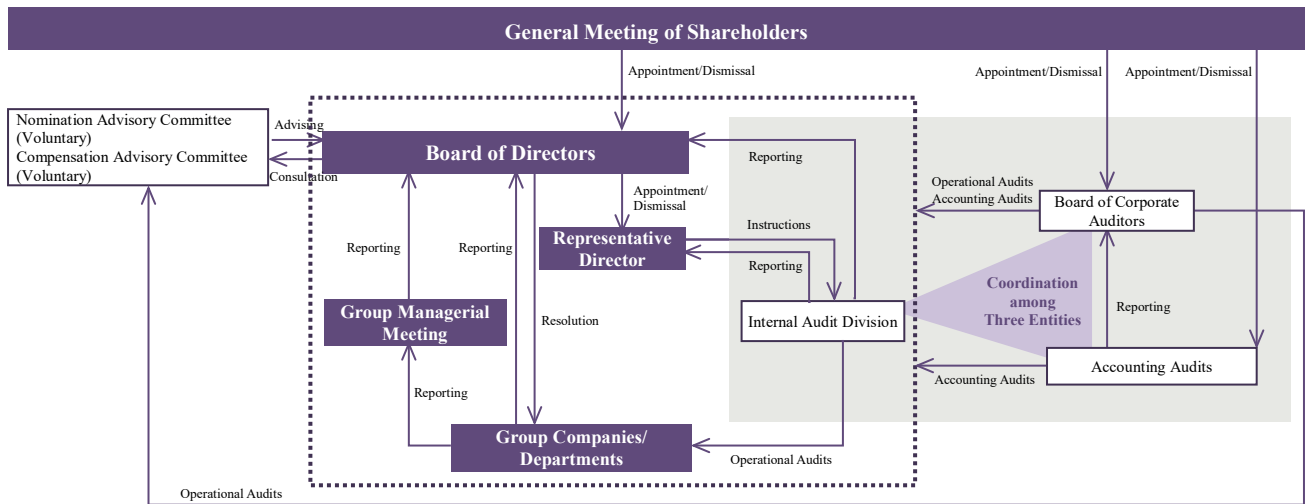 General Meeting of Shareholders
Appointment/Dismissal
Appointment/Dismissal
Appointment/Dismissal
Nomination Advisory Committee
(Voluntary)
Compensation Advisory Committee
(Voluntary)
Advising
Consultation
Board of Directors
Reporting
Appointment/
Dismissal
Operational Audits
Accounting Audits
Board of Corporate
Auditors
Reporting
Reporting
Representative
Director
Instructions
Reporting
Coordination
among
Three Entities
Reporting
Group Managerial
Meeting
Resolution
Internal Audit Division
Accounting Audits
Accounting Audits
Reporting
Group Companies/
Departments
Operational Audits
Operational Audits